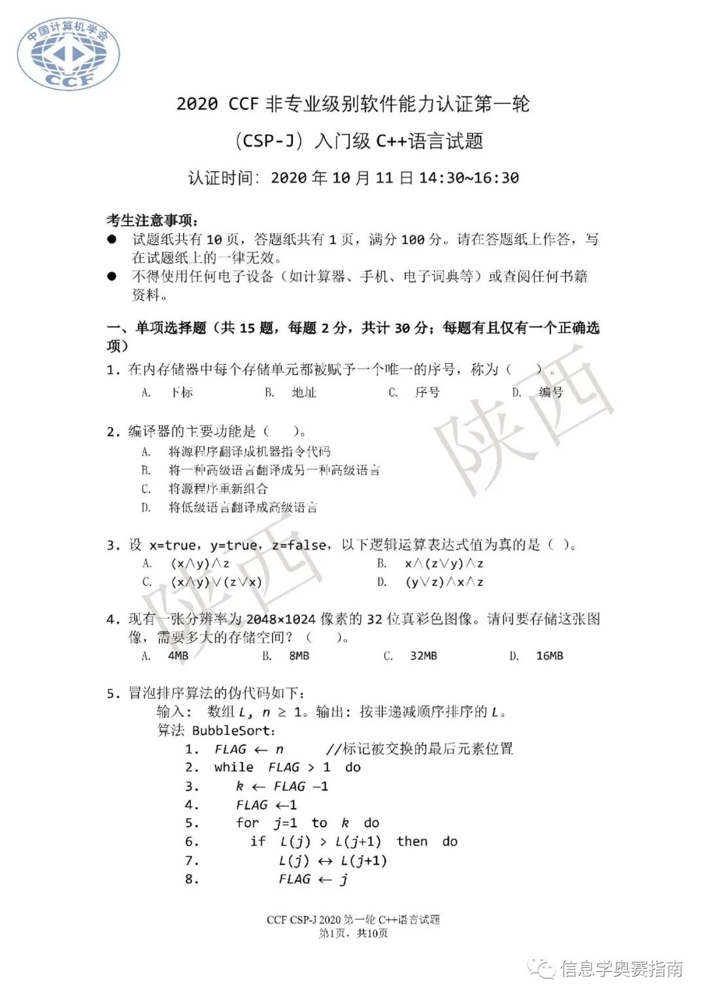 中国计算机学会
CCF
2020 CCF 非专业级别软件能力认证第一轮
（CSP-J）入门级 C++语言试题
认证时间：2020 年 10 月 11 日 14:30~16:30
考生注意事项：
● 试题纸共有 10 页，答题纸共有 1 页，满分 100 分。请在答题纸上作答，写
在试题纸上的一律无效。
● 不得使用任何电子设备（如计算器、手机、电子词典等）或查阅任何书籍
资料。
一、单项选择题（共 15 题，每题 2 分，共计 30 分；每题有且仅有一个正确选
项）
1. 在内存储器中每个存储单元都被赋予一个唯一的序号，称为（ ）。
A. 下标 B. 地址 C. 序号 D. 编号
2. 编译器的主要功能是（ ）。
A. 将源程序翻译成机器指令代码
B. 将一种高级语言翻译成另一种高级语言
C. 将源程序重新组合
D. 将低级语言翻译成高级语言
3. 设 x=true，y=true，z=false，以下逻辑运算表达式值为真的是（ ）。
A. (x∧y)∧z B. x∧(z∨y)∧z
C. (x∧y)∨(z∨x) D. (y∨z)∧x∧z
4. 现有一张分辨率为 2048×1024 像素的 32 位真彩色图像。请问要存储这张图
像，需要多大的存储空间？（ ）。
A. 4MB B. 8MB C. 32MB D. 16MB
5. 冒泡排序算法的伪代码如下：
输入： 数组 L, n ≥ 1。输出：按非递减顺序排序的 L。
算法 BubbleSort：
1. FLAG ← n //标记被交换的最后元素位置
2. while FLAG > 1 do
3. k ← FLAG −1
4. FLAG ←1
5. for j=1 to k do
6. if L(j) > L(j+1) then do
7. L(j) ↔ L(j+1)
8. FLAG ← j
CCF CSP-J 2020 第一轮 C++语言试题
第1页，共10页
陕西
陕西
信息学奥赛指南